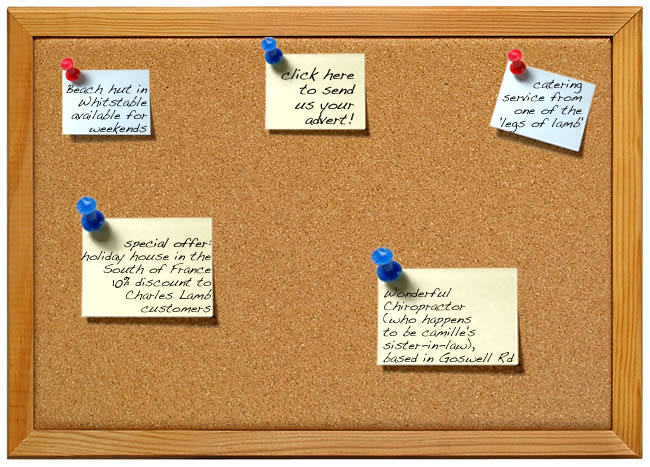 Beach hut in
Whitstable
available for
weekends
click here
to send
us your
advert!
catering
service from
one of the
'legs of lamb'
special offer:
holiday house in the
South of France
10% discount to
Charles Lamb
customers
Wonderful
Chiropractor
(who happens
to be camille's
sister-in-law),
based in Goswell Rd